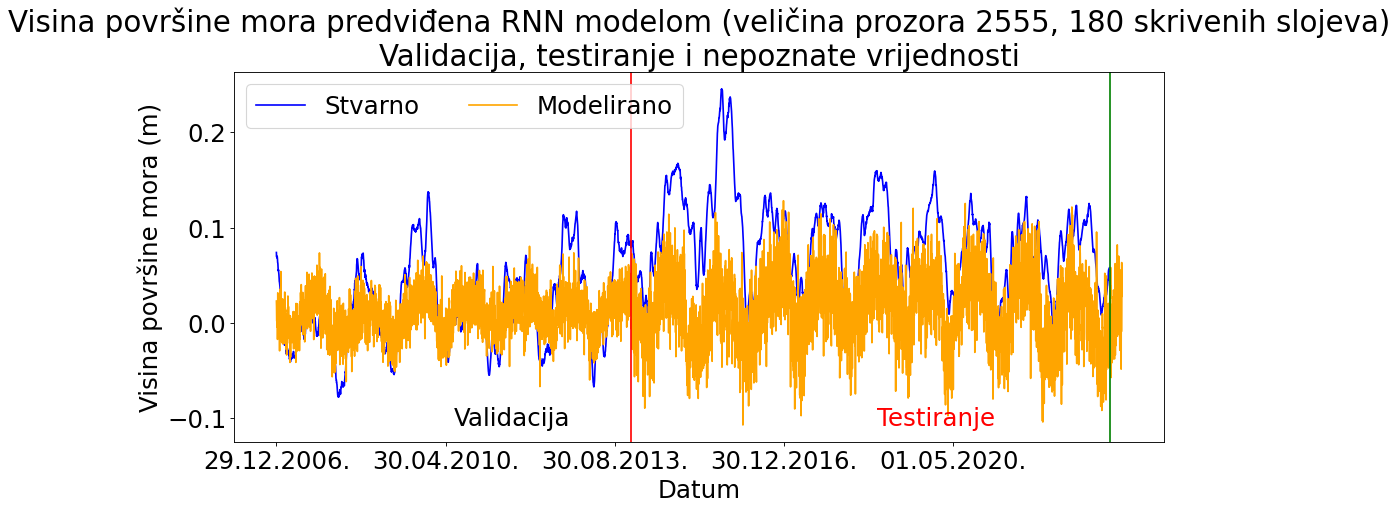 Visina površine mora predviđena RNN modelom (veličina prozora 2555, 180 skrivenih slojeva)
Validacija, testiranje i nepoznate vrijednosti
Stvarno
Modelirano
Visina površine mora (m)
0.2
0.1
0.0
−0.1
Validacija
Testiranje
29.12.2006.
30.04.2010.
30.08.2013.
30.12.2016.
01.05.2020.
Datum